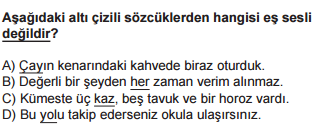 Aşağıdaki altı çizili sözcüklerden hangisi eş sesli
değildir?
A) Çayın kenarındaki kahvede biraz oturduk.
B) Değerli bir şeyden her zaman verim alınmaz.
C) Kümeste üç kaz, beş tavuk ve bir horoz vardı.
D) Bu yolu takip ederseniz okula ulaşırsınız.